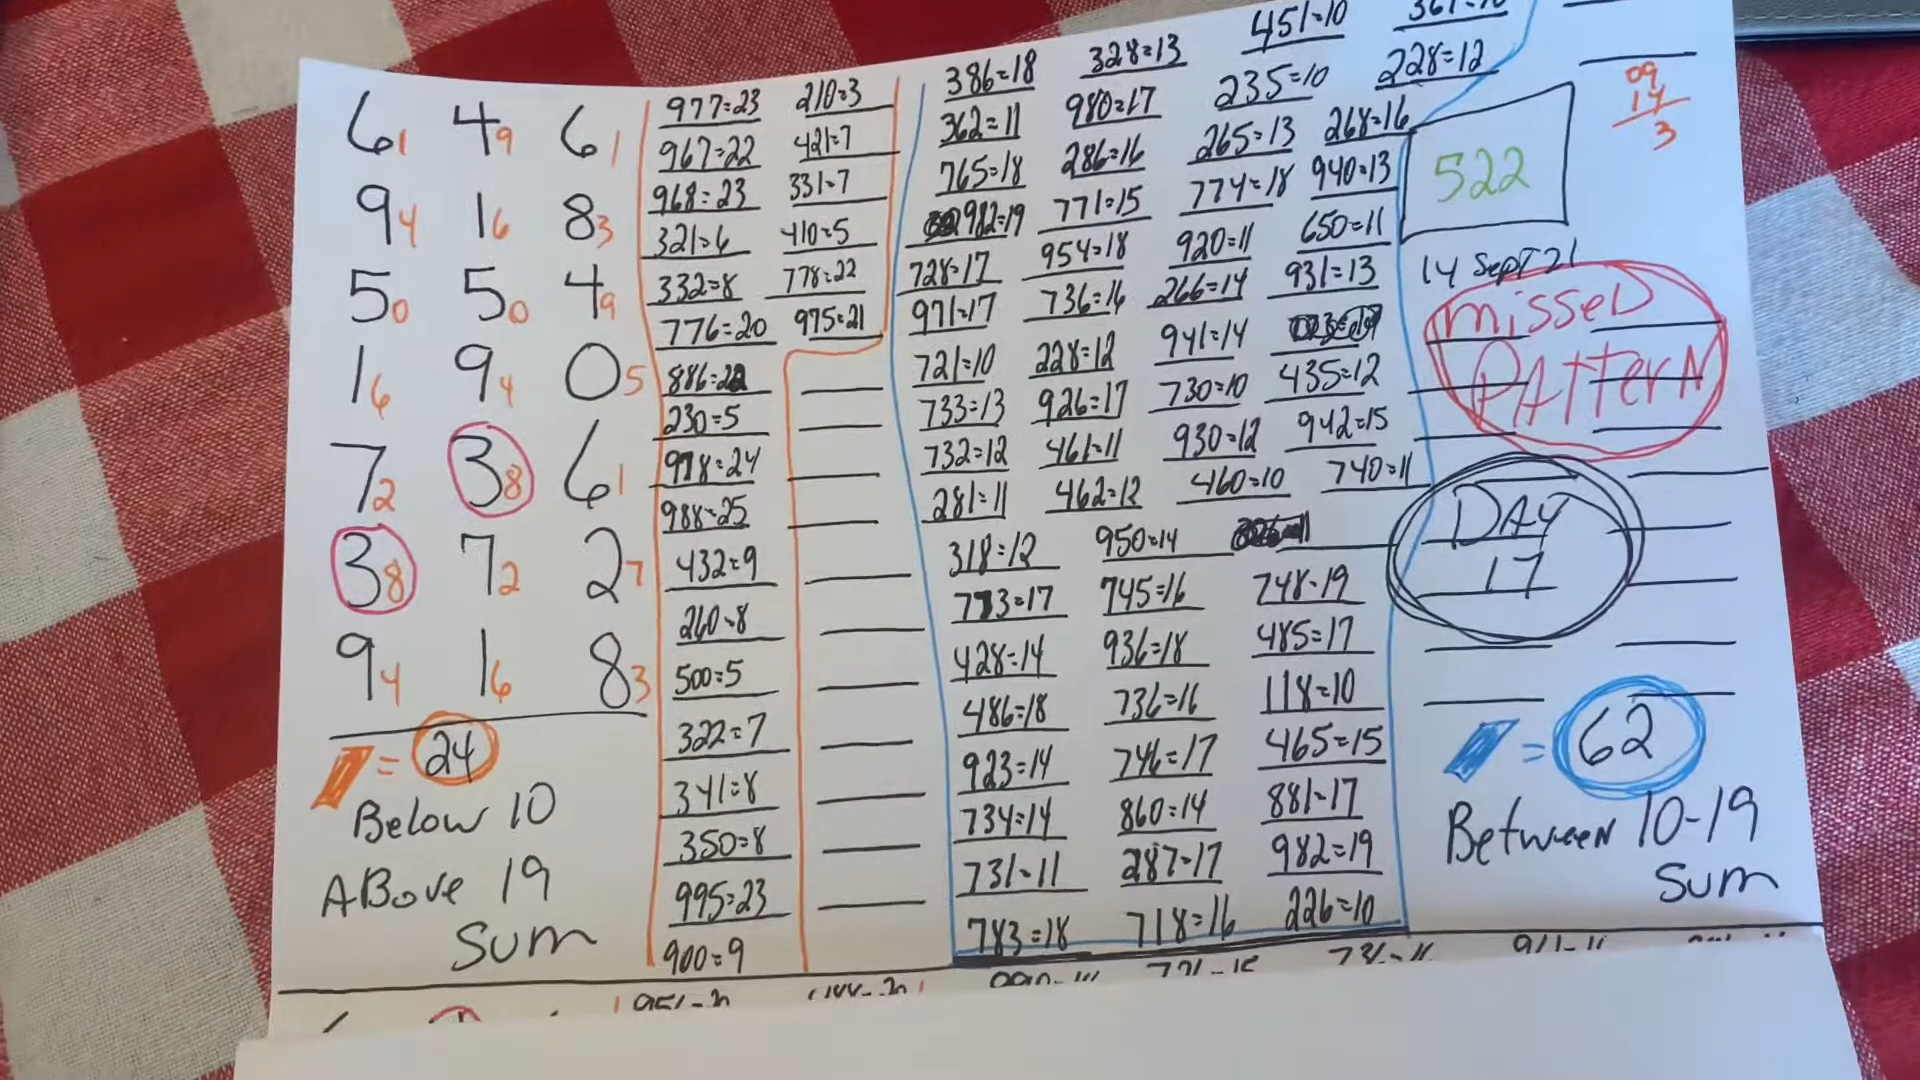 6 1 4 9 6 1
9 4 1 6 8 3
5 0 5 0 4 9
1 6 9 4 0 5
7 2 3 8 6 1
3 8 7 2 2 7
9 4 1 6 8 3
= 24
Below 10
Above 19
Sum
977=23 210=3
967=22 421=7
968=23 331=7
321=6 410=5
332=8 778=22
776=20 975=21
886=22
230=5
978=24
988=25
432=9
260=8
500=5
322=7
341=8
350=8
995=23
900=9
451=10
386=18 328=13 235=10 228=12
362=11 980=17 265=13 268=16
765=18 286=16 774=18 940=13
982=19 771=15 920=11 650=11
728=17 954=18 266=14 931=13
971=17 736=16 941=14
721=10 228=12 730=10 435=12
733=13 926=17 930=12 942=15
732=12 461=11 460=10 740=11
281=11 462=12
318=12 950=14
773=17 745=16 748=19
428=14 936=18 485=17
486=18 736=16 118=10
923=14 746=17 465=15
734=14 860=14 881=17
731=11 287=17 982=19
783=18 718=16 226=10
09
14
3
522
14 Sept 21
Missed
Pattern
Day
17
= 62
Between 10-19
Sum